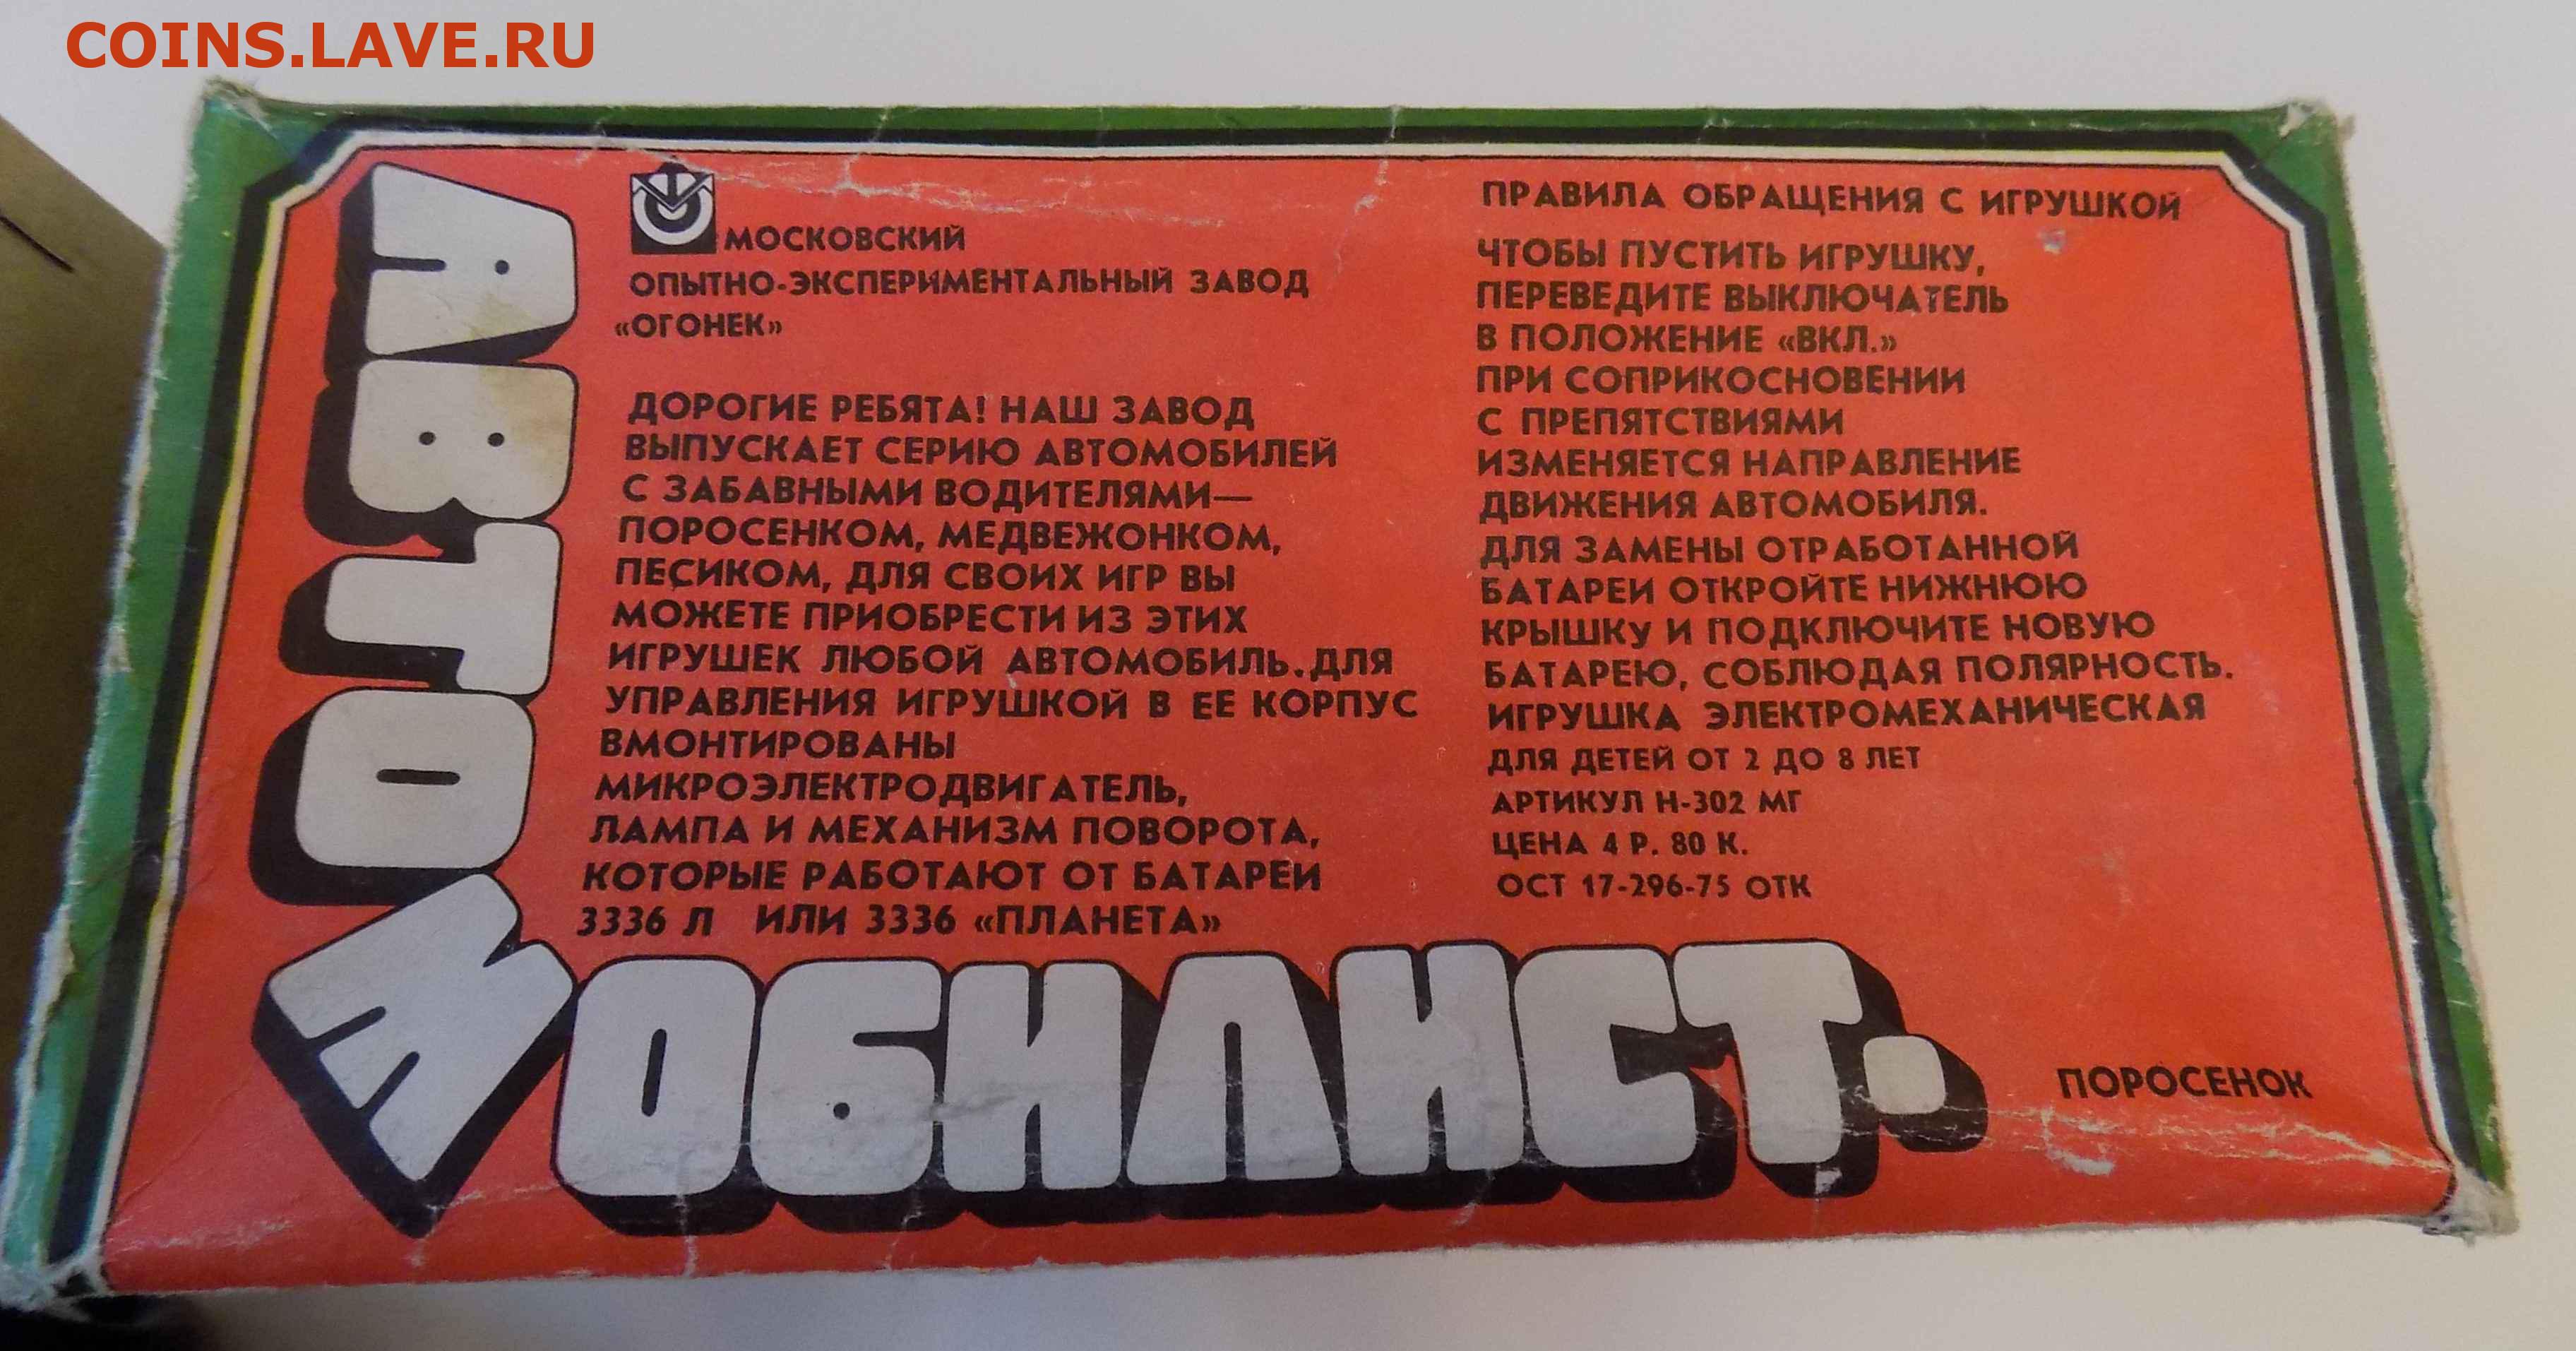 COINS.LAVE.RU
МОСКОВСКИЙ
ОПЫТНО-ЭКСПЕРИМЕНТАЛЬНЫЙ ЗАВОД
«ОГОНЕК»
ДОРОГИЕ РЕБЯТА! НАШ ЗАВОД
ВЫПУСКАЕТ СЕРИЮ АВТОМОБИЛЕЙ
С ЗАБАВНЫМИ ВОДИТЕЛЯМИ—
ПОРОСЕНКОМ, МЕДВЕЖОНКОМ,
ПЕСИКОМ, ДЛЯ СВОИХ ИГР ВЫ
МОЖЕТЕ ПРИОБРЕСТИ ИЗ ЭТИХ
ИГРУШЕК ЛЮБОЙ АВТОМОБИЛЬ.ДЛЯ
УПРАВЛЕНИЯ ИГРУШКОЙ В ЕЕ КОРПУС
ВМОНТИРОВАНЫ
МИКРОЭЛЕКТРОДВИГАТЕЛЬ,
ЛАМПА И МЕХАНИЗМ ПОВОРОТА,
КОТОРЫЕ РАБОТАЮТ ОТ БАТАРЕИ
3336 Л ИЛИ 3336 «ПЛАНЕТА»
ПРАВИЛА ОБРАЩЕНИЯ С ИГРУШКОЙ
ЧТОБЫ ПУСТИТЬ ИГРУШКУ,
ПЕРЕВЕДИТЕ ВЫКЛЮЧАТЕЛЬ
В ПОЛОЖЕНИЕ «ВКЛ.»
ПРИ СОПРИКОСНОВЕНИИ
С ПРЕПЯТСТВИЯМИ
ИЗМЕНЯЕТСЯ НАПРАВЛЕНИЕ
ДВИЖЕНИЯ АВТОМОБИЛЯ.
ДЛЯ ЗАМЕНЫ ОТРАБОТАННОЙ
БАТАРЕИ ОТКРОЙТЕ НИЖНЮЮ
КРЫШКУ И ПОДКЛЮЧИТЕ НОВУЮ
БАТАРЕЮ, СОБЛЮДАЯ ПОЛЯРНОСТЬ.
ИГРУШКА ЭЛЕКТРОМЕХАНИЧЕСКАЯ
ДЛЯ ДЕТЕЙ ОТ 2 ДО 8 ЛЕТ
АРТИКУЛ Н-302 МГ
ЦЕНА 4 Р. 80 К.
ОСТ 17-296-75 ОТК
АВТОМОБИЛИСТ.
ПОРОСЕНОК